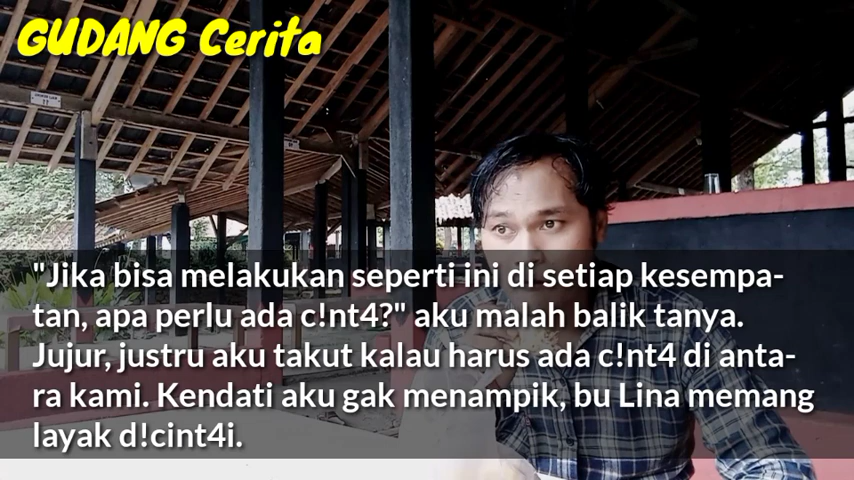 GUDANG Cerita
"Jika bisa melakukan seperti ini di setiap kesempa-
tan, apa perlu ada c!nt4?" aku malah balik tanya.
Jujur, justru aku takut kalau harus ada c!nt4 di anta-
ra kami. Kendati aku gak menampik, bu Lina memang
layak d!cint4i.